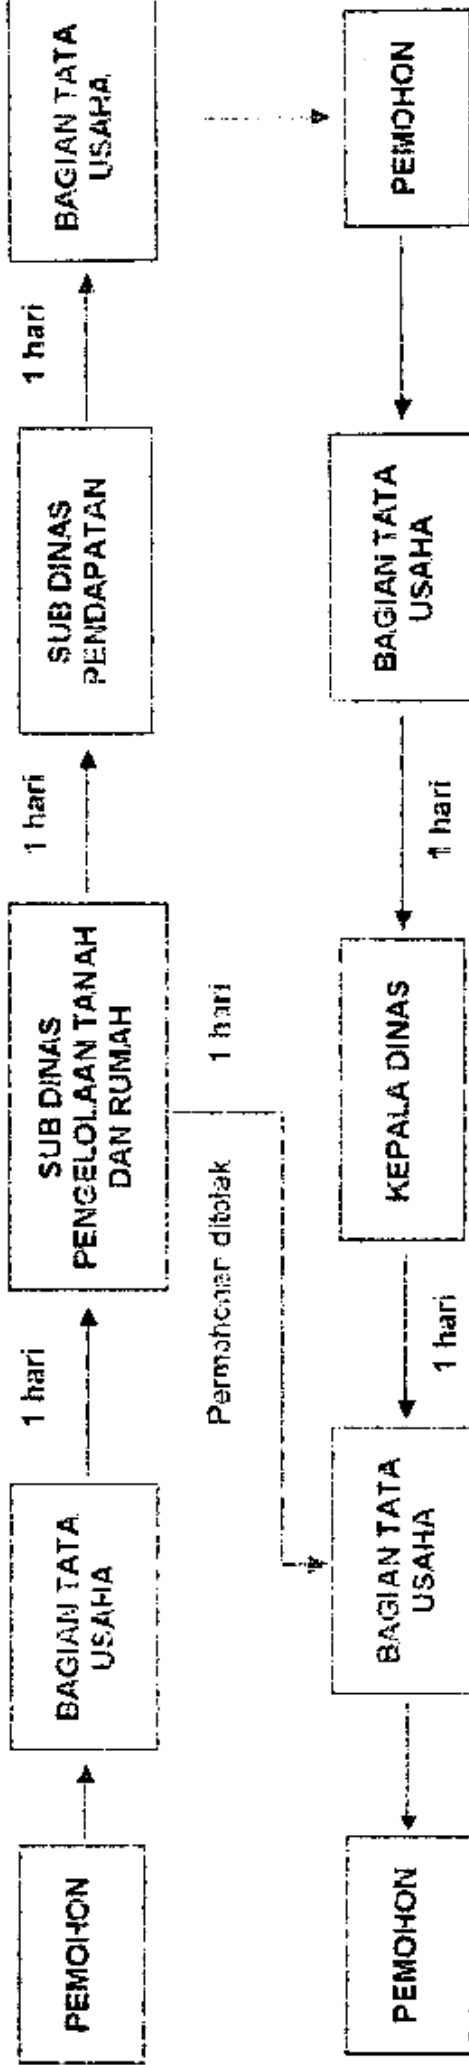 PEMOHON
BAGIAN TATA
USAHA
1 hari
SUB DINAS
PENGELOLAAN TANAH
DAN RUMAH
1 hari
SUB DINAS
PENDAPATAN
1 hari
BAGIAN TATA
USAHA
Permohonan ditolak
1 hari
PEMOHON
BAGIAN TATA
USAHA
1 hari
KEPALA DINAS
1 hari
BAGIAN TATA
USAHA
PEMOHON